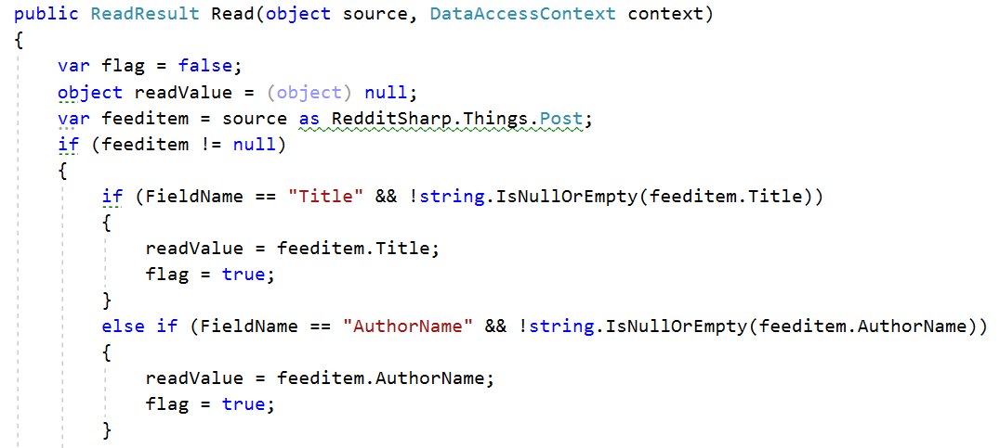 public ReadResult Read(object source, DataAccessContext context)
{
    var flag = false;
    object readValue = (object) null;
    var feeditem = source as RedditSharp.Things.Post;
    if (feeditem != null)
    {
        if (FieldName == "Title" && !string.IsNullOrEmpty(feeditem.Title))
        {
            readValue = feeditem.Title;
            flag = true;
        }
        else if (FieldName == "AuthorName" && !string.IsNullOrEmpty(feeditem.AuthorName))
        {
            readValue = feeditem.AuthorName;
            flag = true;
        }